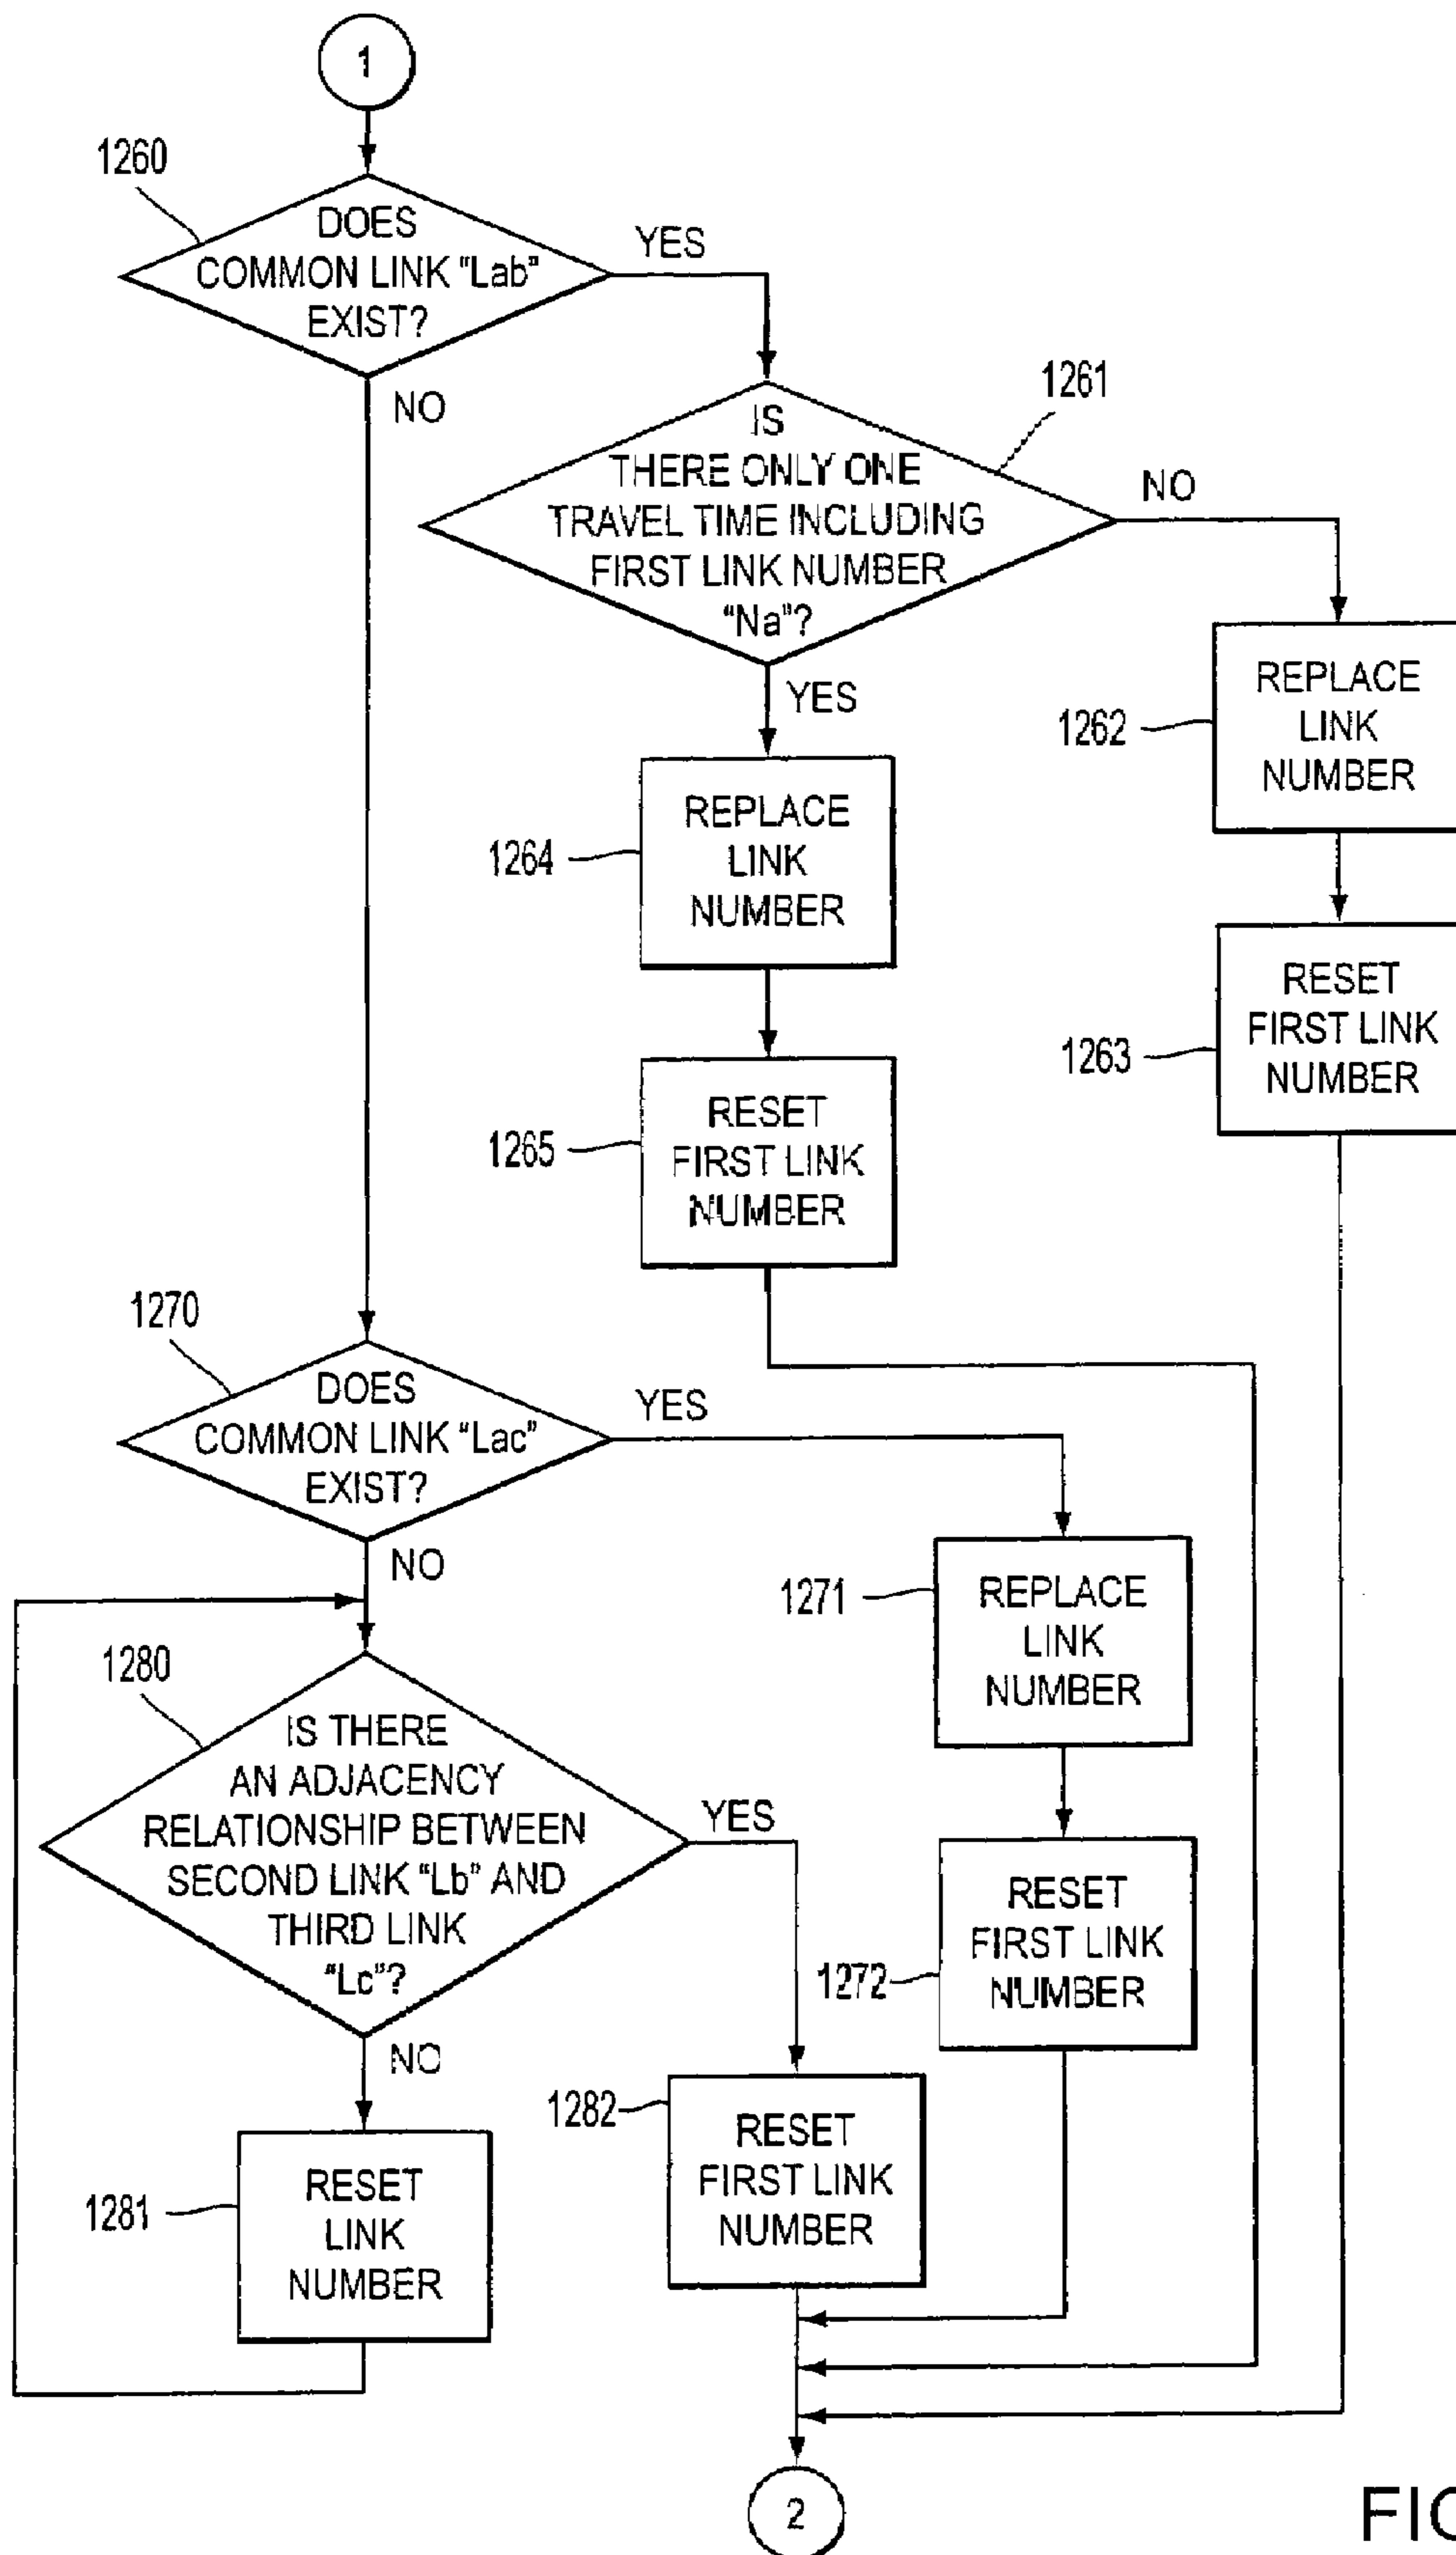 1
1260
DOES
COMMON LINK "Lab"
EXIST?
YES
NO
1261
IS
THERE ONLY ONE
TRAVEL TIME INCLUDING
FIRST LINK NUMBER
"Na"?
NO
YES
1262
REPLACE
LINK
NUMBER
1264
REPLACE
LINK
NUMBER
1263
RESET
FIRST LINK
NUMBER
1265
RESET
FIRST LINK
NUMBER
1270
DOES
COMMON LINK "Lac"
EXIST?
YES
NO
1271
REPLACE
LINK
NUMBER
1280
IS THERE
AN ADJACENCY
RELATIONSHIP BETWEEN
SECOND LINK "Lb" AND
THIRD LINK
"Lc"?
YES
NO
1272
RESET
FIRST LINK
NUMBER
1282
RESET
FIRST LINK
NUMBER
1281
RESET
LINK
NUMBER
2